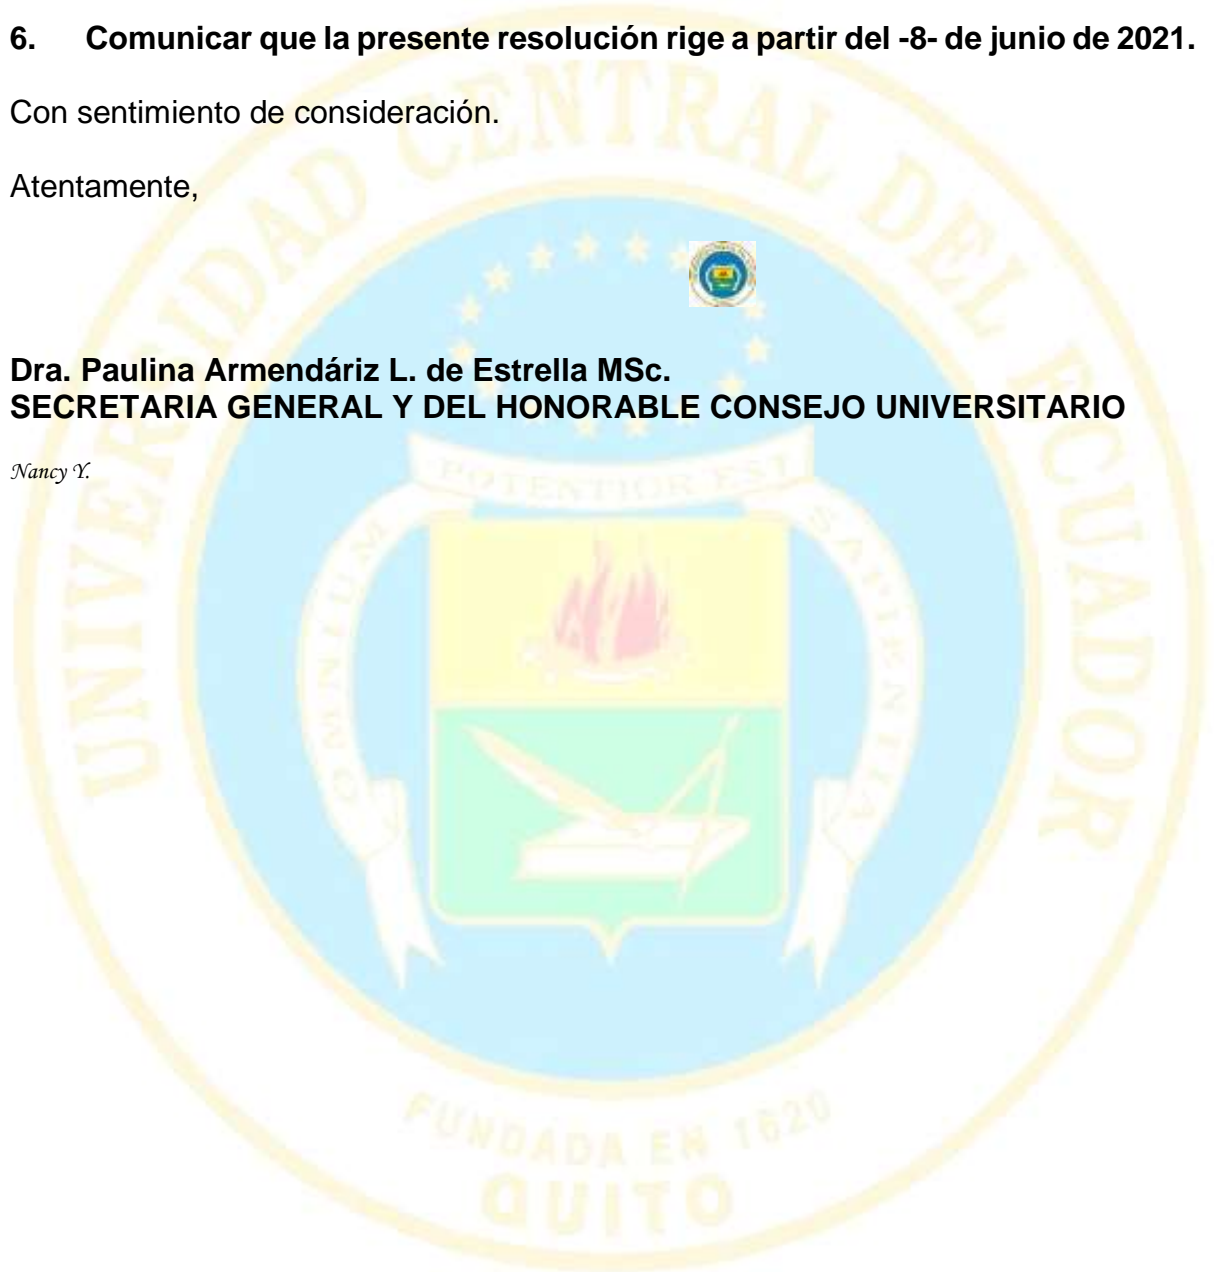 6. Comunicar que la presente resolución rige a partir del -8- de junio de 2021.
Con sentimiento de consideración.
Atentamente,
Dra. Paulina Armendáriz L. de Estrella MSc.
SECRETARIA GENERAL Y DEL HONORABLE CONSEJO UNIVERSITARIO
Nancy Y.
UNIVERSIDAD CENTRAL DEL ECUADOR
OMNIUM POTENTIOR EST SAPIENTIA
FUNDADA EN 1620
QUITO